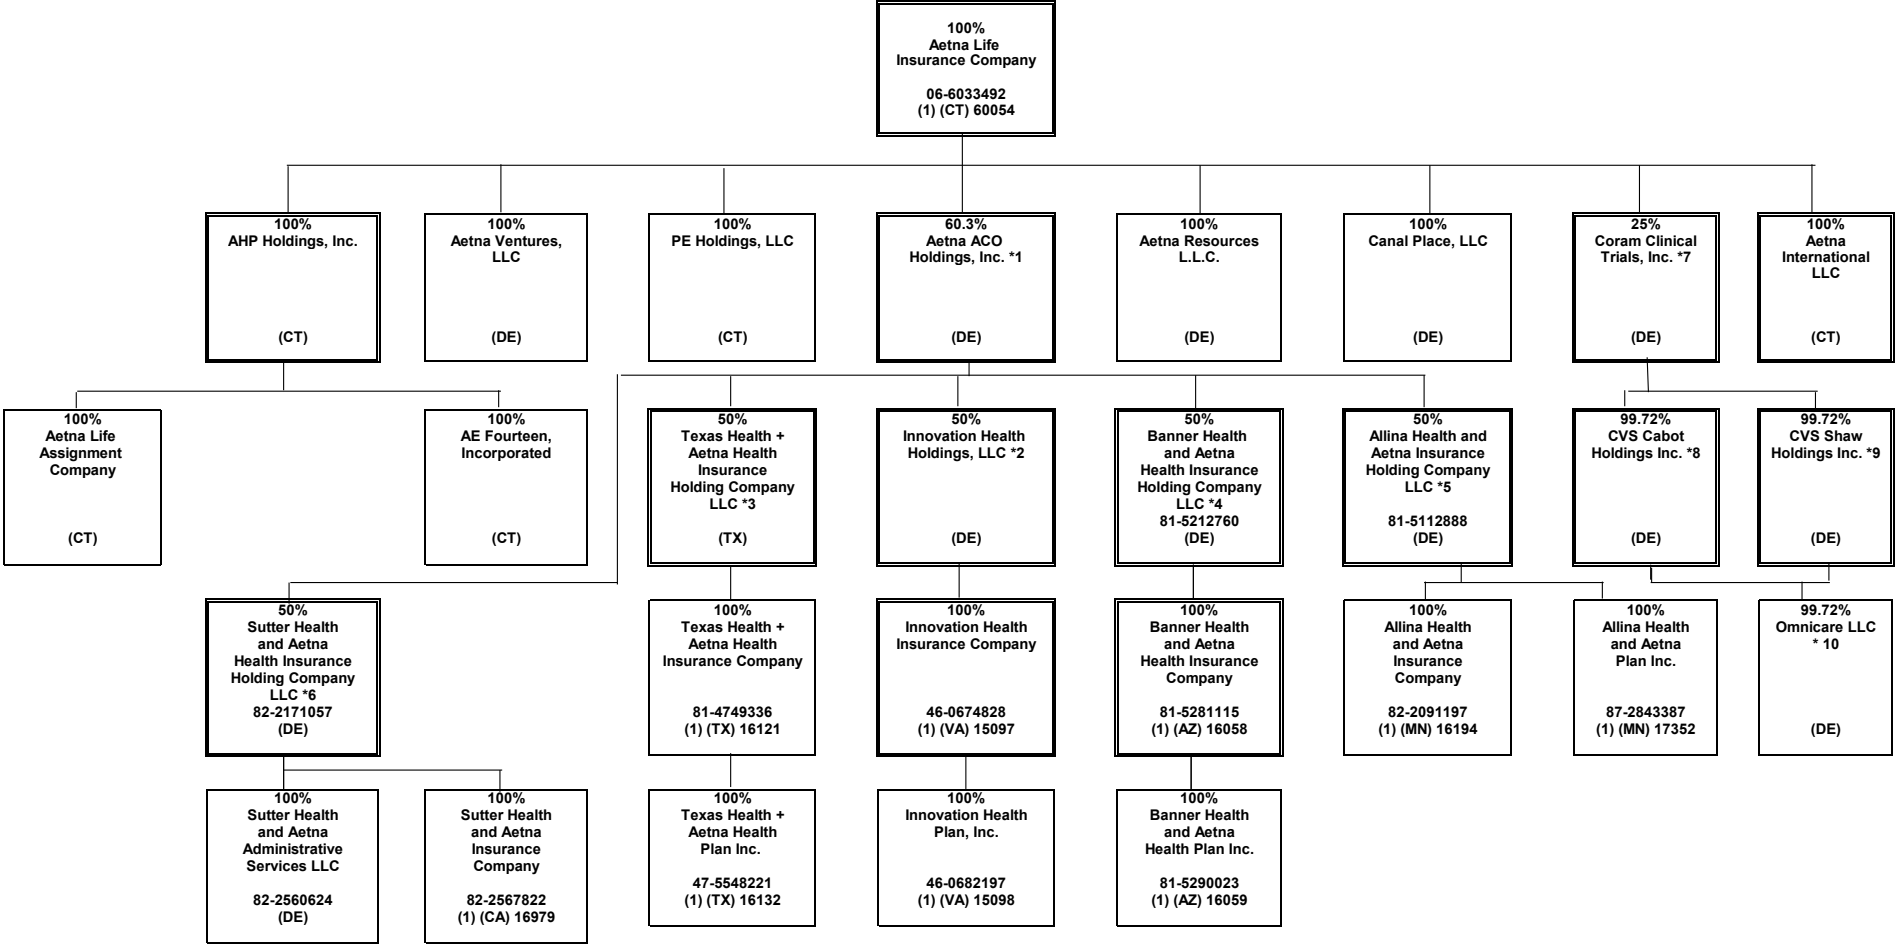 100%
Aetna Life
Insurance Company
06-6033492
(1) (CT) 60054
100%
AHP Holdings, Inc.
(CT)
100%
Aetna Ventures,
LLC
(DE)
100%
PE Holdings, LLC
(CT)
60.3%
Aetna ACO
Holdings, Inc. *1
(DE)
100%
Aetna Resources
L.L.C.
(DE)
100%
Canal Place, LLC
(DE)
25%
Coram Clinical
Trials, Inc. *7
(DE)
100%
Aetna
International
LLC
(CT)
100%
Aetna Life
Assignment
Company
(CT)
100%
AE Fourteen,
Incorporated
(CT)
50%
Texas Health +
Aetna Health
Insurance
Holding Company
LLC *3
(TX)
50%
Innovation Health
Holdings, LLC *2
(DE)
50%
Banner Health
and Aetna
Health Insurance
Holding Company
LLC *4
81-5212760
(DE)
50%
Allina Health and
Aetna Insurance
Holding Company
LLC *5
81-5112888
(DE)
99.72%
CVS Cabot
Holdings Inc. *8
(DE)
99.72%
CVS Shaw
Holdings Inc. *9
(DE)
50%
Sutter Health
and Aetna
Health Insurance
Holding Company
LLC *6
82-2171057
(DE)
100%
Texas Health +
Aetna Health
Insurance Company
81-4749336
(1) (TX) 16121
100%
Innovation Health
Insurance Company
46-0674828
(1) (VA) 15097
100%
Banner Health
and Aetna
Health Insurance
Company
81-5281115
(1) (AZ) 16058
100%
Allina Health
and Aetna
Insurance
Company
82-2091197
(1) (MN) 16194
100%
Allina Health
and Aetna
Plan Inc.
87-2843387
(1) (MN) 17352
99.72%
Omnicare LLC
* 10
(DE)
100%
Sutter Health
and Aetna
Administrative
Services LLC
82-2560624
(DE)
100%
Sutter Health
and Aetna
Insurance
Company
82-2567822
(1) (CA) 16979
100%
Texas Health +
Aetna Health
Plan Inc.
47-5548221
(1) (TX) 16132
100%
Innovation Health
Plan, Inc.
46-0682197
(1) (VA) 15098
100%
Banner Health
and Aetna
Health Plan Inc.
81-5290023
(1) (AZ) 16059